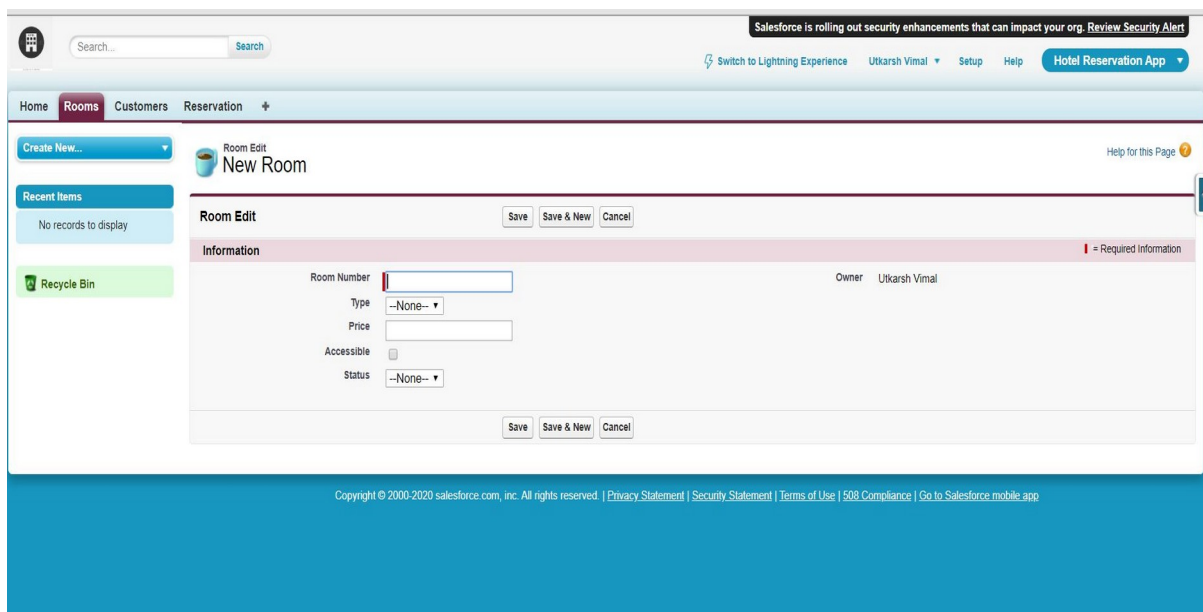 Salesforce is rolling out security enhancements that can impact your org. Review Security Alert
Search... Search
Switch to Lightning Experience Utkarsh Vimal Setup Help Hotel Reservation App
Home Rooms Customers Reservation +
Create New...
Room Edit
New Room
Help for this Page ?
Recent Items
No records to display
Recycle Bin
Room Edit Save Save & New Cancel
Information = Required Information
Room Number Owner Utkarsh Vimal
Type --None--
Price
Accessible
Status --None--
Save Save & New Cancel
Copyright © 2000-2020 salesforce.com, inc. All rights reserved. | Privacy Statement | Security Statement | Terms of Use | 508 Compliance | Go to Salesforce mobile app